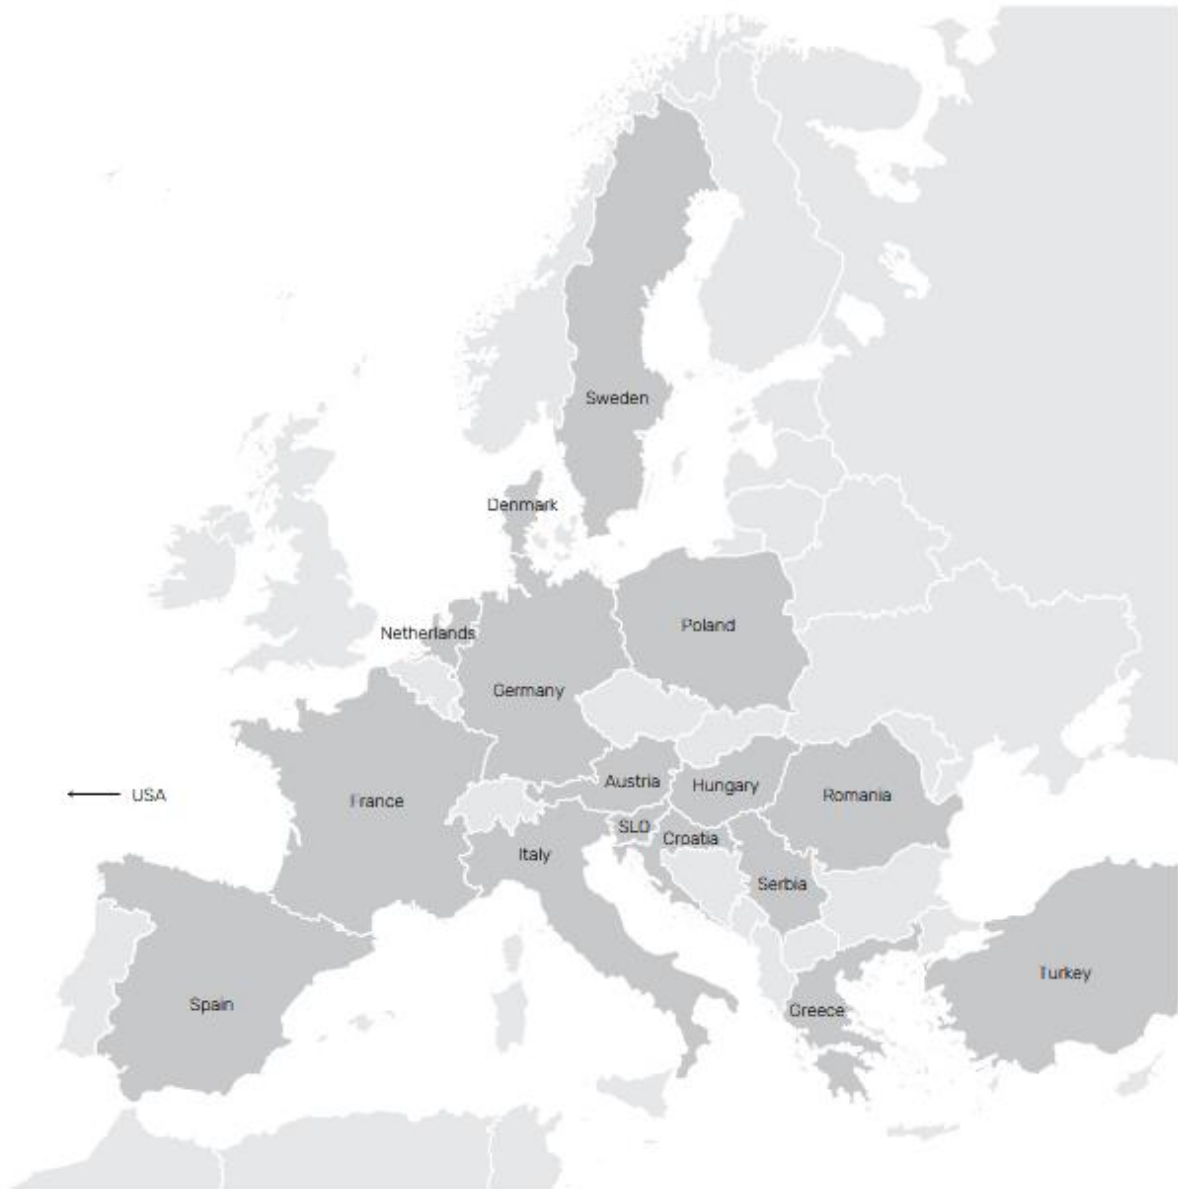 Sweden
Denmark
Poland
Netherlands
Germany
Austria
Hungary
USA
France
Romania
SLO
Croatia
Italy
Serbia
Turkey
Spain
Greece